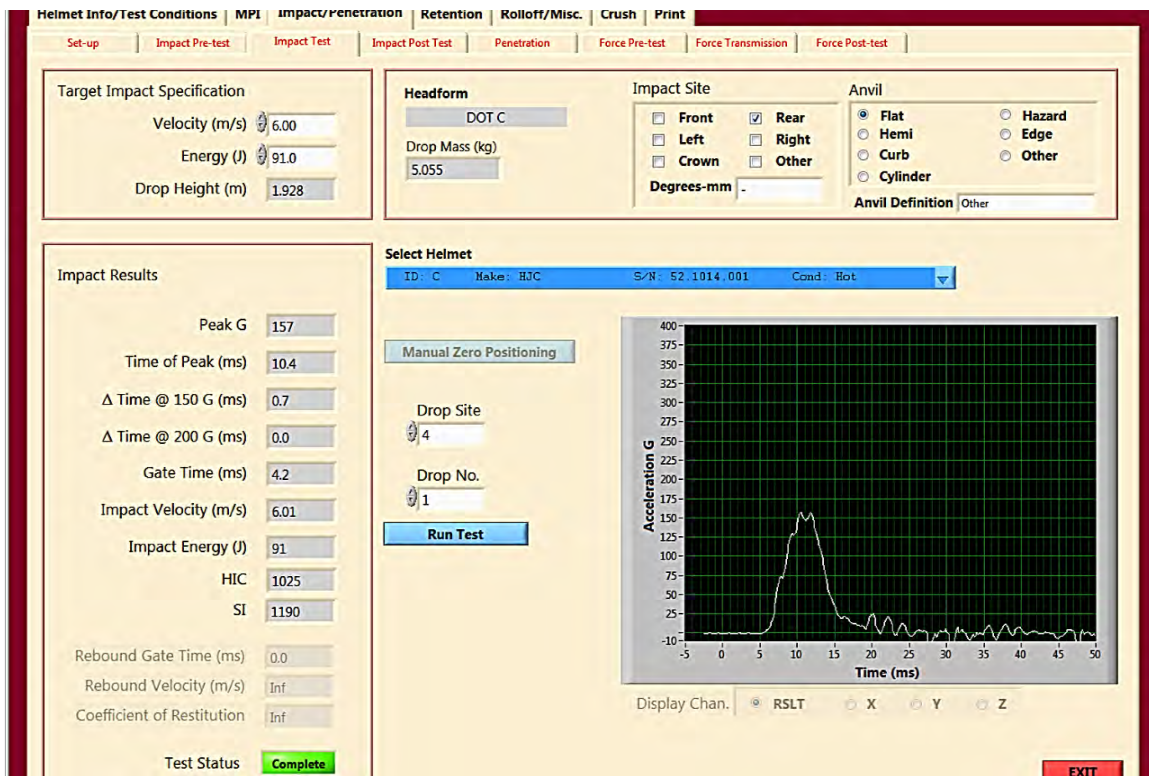 Helmet Info/Test Conditions MPI Impact/Penetration Retention Rolloff/Misc. Crush Print
Set-up Impact Pre-test Impact Test Impact Post Test Penetration Force Pre-test Force Transmission Force Post-test
Target Impact Specification
Velocity (m/s) 6.00
Energy (J) 91.0
Drop Height (m) 1.928
Headform
DOT C
Drop Mass (kg)
5.055
Impact Site
Front Rear
Left Right
Crown Other
Degrees-mm -
Anvil
Flat Hazard
Hemi Edge
Curb Other
Cylinder
Anvil Definition Other
Select Helmet
ID: C Make: HJC S/N: 52.1014.001 Cond: Hot
Impact Results
Peak G 157
Time of Peak (ms) 10.4
Δ Time @ 150 G (ms) 0.7
Δ Time @ 200 G (ms) 0.0
Gate Time (ms) 4.2
Impact Velocity (m/s) 6.01
Impact Energy (J) 91
HIC 1025
SI 1190
Rebound Gate Time (ms) 0.0
Rebound Velocity (m/s) Inf
Coefficient of Restitution Inf
Test Status Complete
Manual Zero Positioning
Drop Site
4
Drop No.
1
Run Test
Acceleration G
400
375
350
325
300
275
250
225
200
175
150
125
100
75
50
25
-10
-5 0 5 10 15 20 25 30 35 40 45 50
Time (ms)
Display Chan. RSLT X Y Z
EXIT